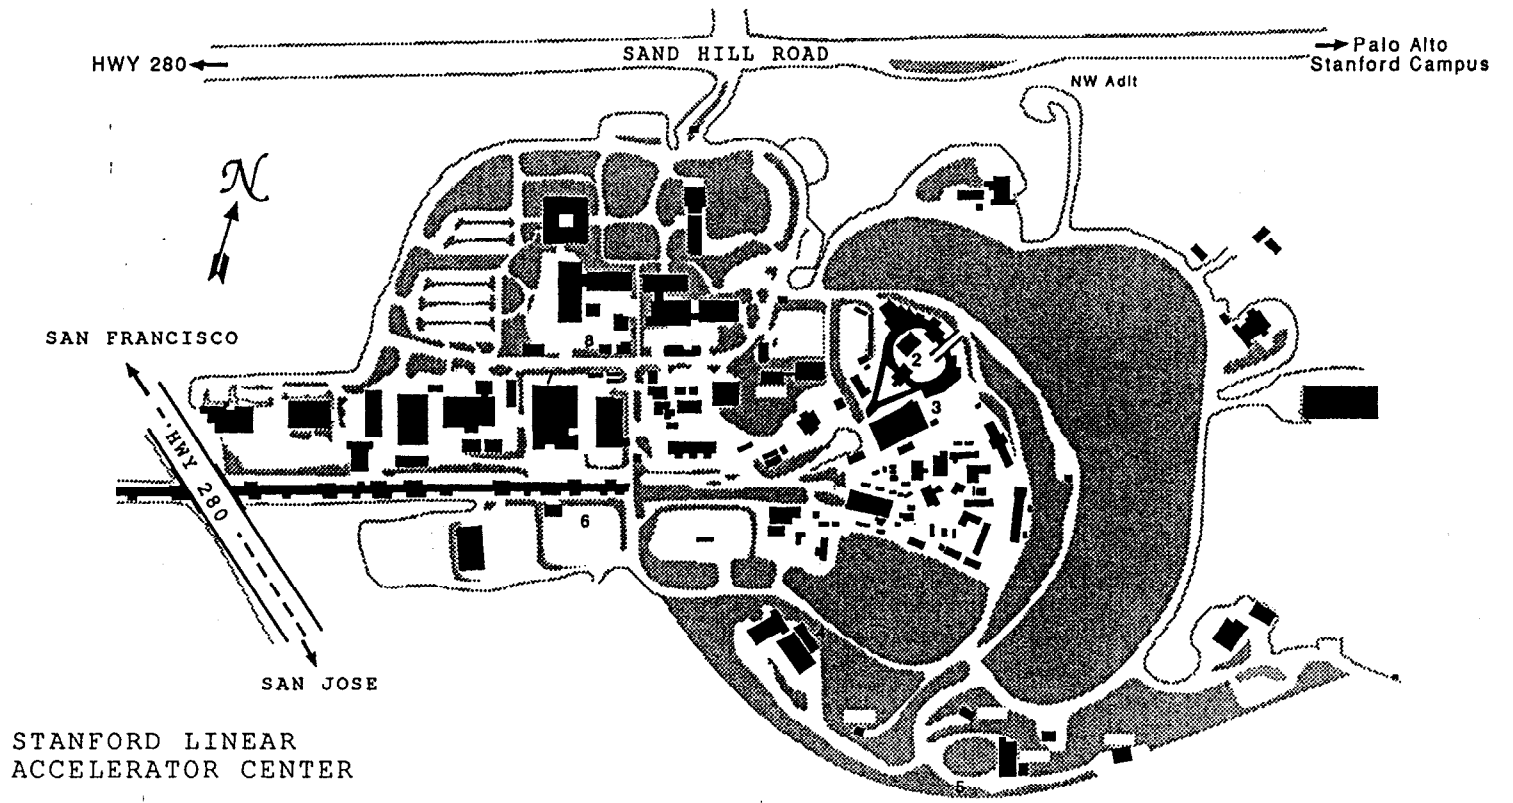 SAND HILL ROAD
HWY 280
Palo Alto
Stanford Campus
NW Adit
N
SAN FRANCISCO
8
2
3
HWY 280
6
SAN JOSE
5
STANFORD LINEAR
ACCELERATOR CENTER